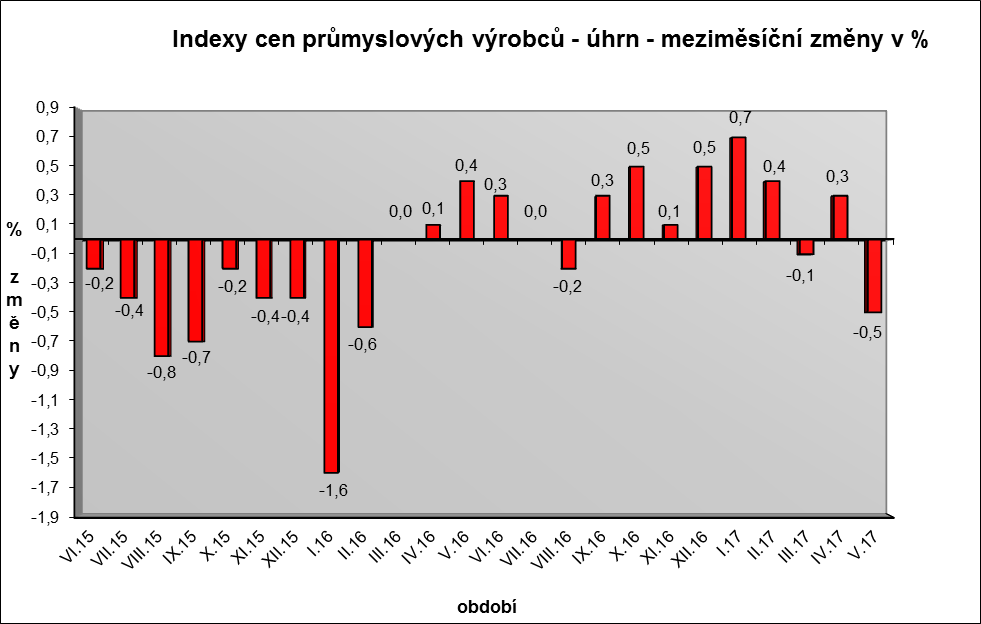 Indexy cen průmyslových výrobců - úhrn - meziměsíční změny v %
0,9
0,7
0,5
0,3
0,1
-0,1
-0,3
-0,5
-0,7
-0,9
-1,1
-1,3
-1,5
-1,7
-1,9
% změny
-0,2
-0,4
-0,8
-0,7
-0,2
-0,4
-0,4
-1,6
-0,6
0,0
0,1
0,4
0,3
0,0
-0,2
0,3
0,5
0,1
0,5
0,7
0,4
-0,1
0,3
-0,5
VI.15
VII.15
VIII.15
IX.15
X.15
XI.15
XII.15
I.16
II.16
III.16
IV.16
V.16
VI.16
VII.16
VIII.16
IX.16
X.16
XI.16
XII.16
I.17
II.17
III.17
IV.17
V.17
období